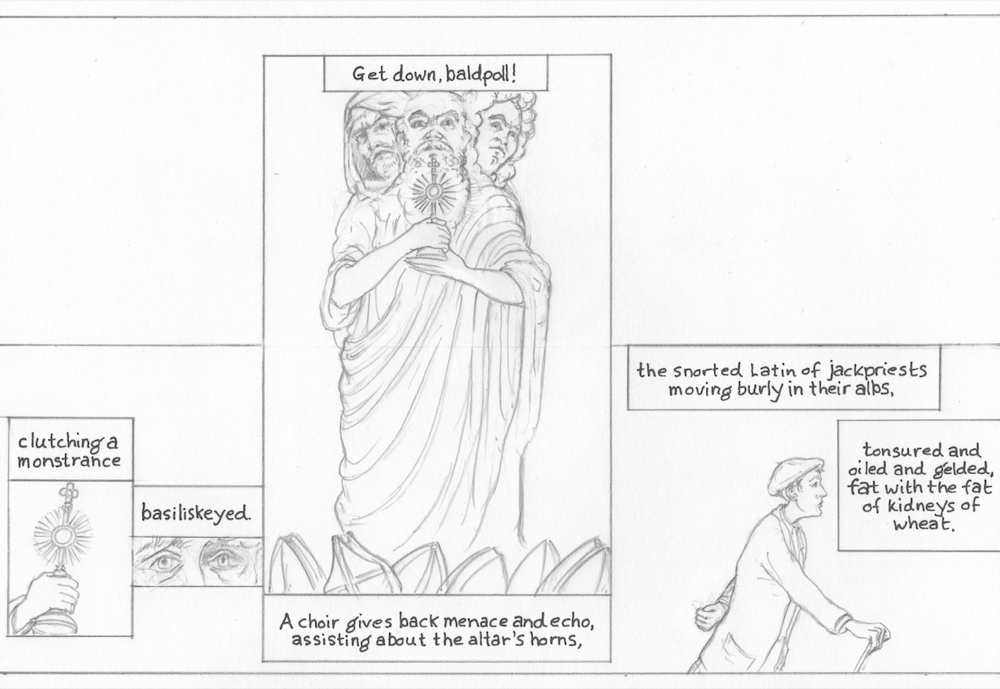 Get down, baldpoll!
clutching a
monstrance
basiliskeyed.
A choir gives back menace and echo,
assisting about the altar's horns,
the snorted Latin of jackpriests
moving burly in their albs,
tonsured and
oiled and gelded,
fat with the fat
of kidneys of
wheat.